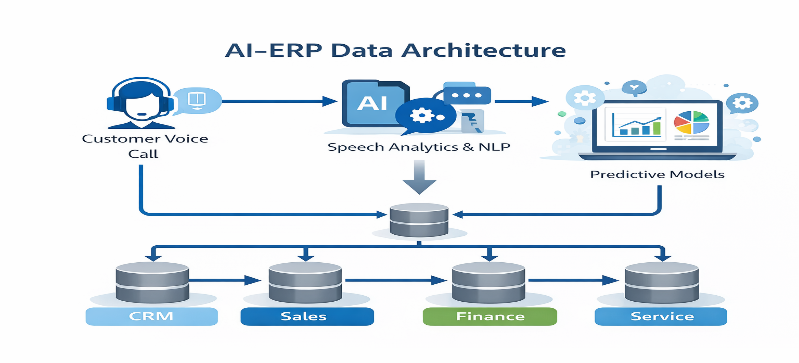 AI-ERP Data Architecture
AI
Customer Voice
Call
Speech Analytics & NLP
Predictive Models
CRM
Sales
Finance
Service